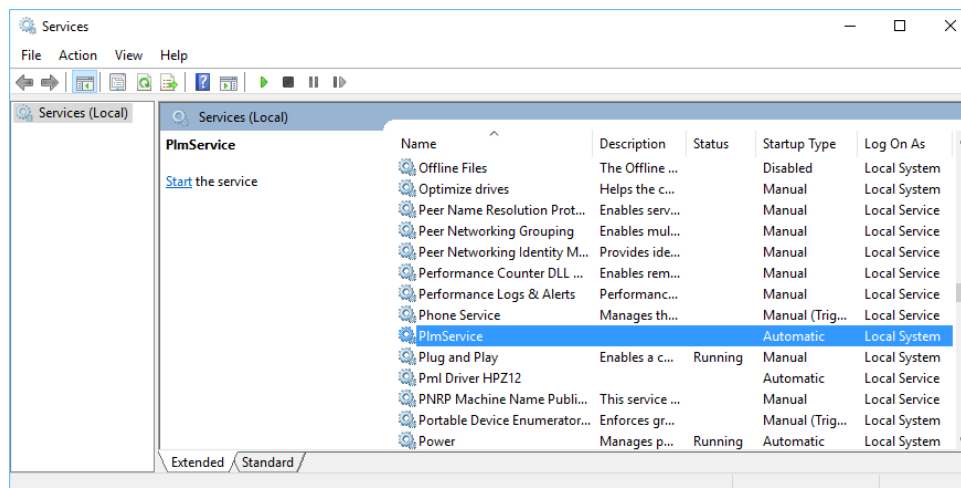 Services
File Action View Help
Services (Local)
Services (Local)
PlmService
Start the service
Name Description Status Startup Type Log On As
Offline Files The Offline ... Disabled Local System
Optimize drives Helps the c... Manual Local System
Peer Name Resolution Prot... Enables serv... Manual Local Service
Peer Networking Grouping Enables mul... Manual Local Service
Peer Networking Identity M... Provides ide... Manual Local Service
Performance Counter DLL ... Enables rem... Manual Local Service
Performance Logs & Alerts Performanc... Manual Local Service
Phone Service Manages th... Manual (Trig... Local Service
PlmService Automatic Local System
Plug and Play Enables a c... Running Manual Local System
Pml Driver HPZ12 Automatic Local Service
PNRP Machine Name Publi... This service ... Manual Local Service
Portable Device Enumerator... Enforces gr... Manual (Trig... Local System
Power Manages p... Running Automatic Local System
Extended Standard